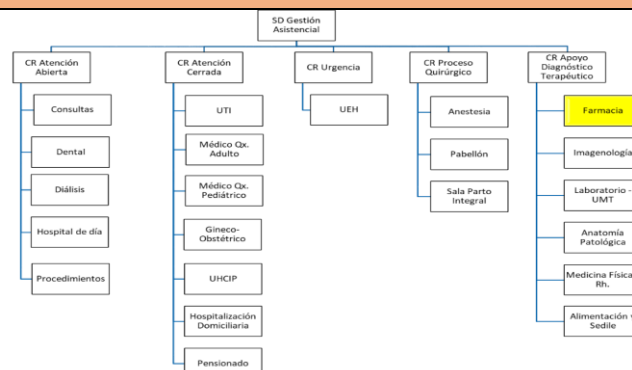 SD Gestión
Asistencial
CR Atención
Abierta
CR Atención
Cerrada
CR Urgencia
CR Proceso
Quirúrgico
CR Apoyo
Diagnóstico
Terapéutico
Consultas
Dental
Diálisis
Hospital de día
Procedimientos
UTI
Médico Qx.
Adulto
Médico Qx.
Pediátrico
Gineco-
Obstétrico
UHCIP
Hospitalización
Domiciliaria
Pensionado
UEH
Anestesia
Pabellón
Sala Parto
Integral
Farmacia
Imagenología
Laboratorio -
UMT
Anatomía
Patológica
Medicina Física
Rh.
Alimentación y
Sedile